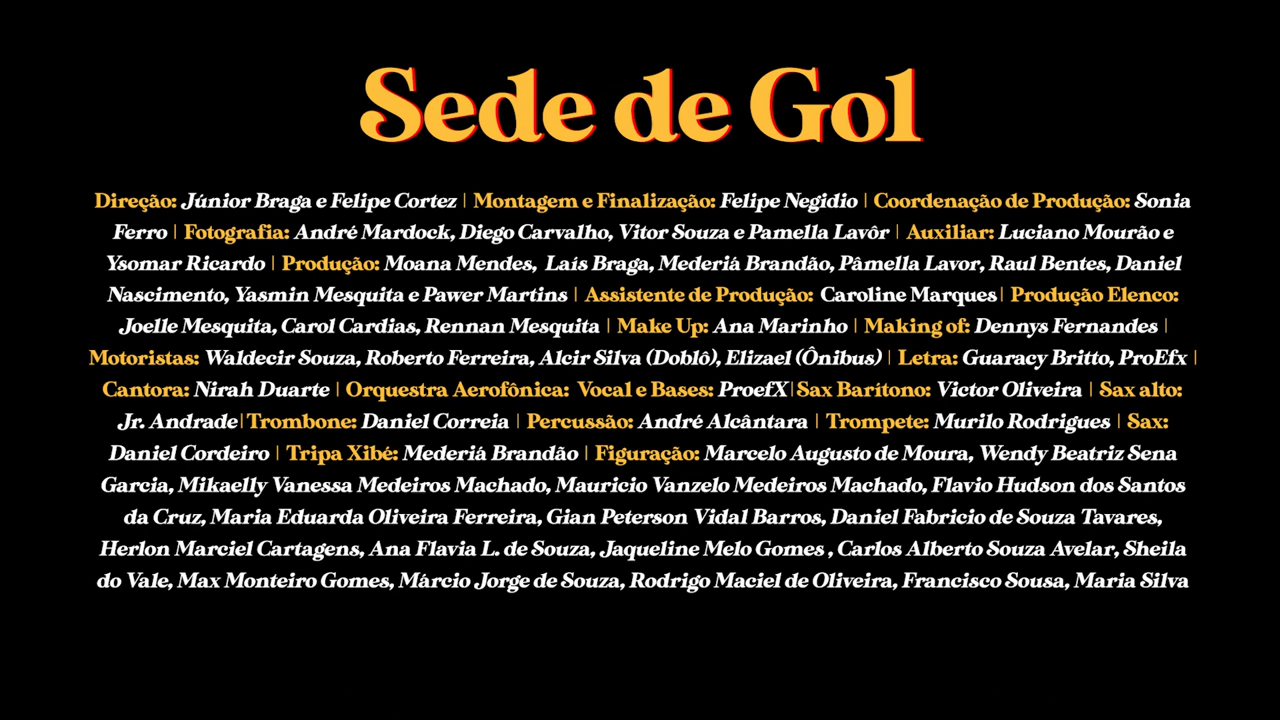 Sede de Gol
Direção: Júnior Braga e Felipe Cortez | Montagem e Finalização: Felipe Negidio | Coordenação de Produção: Sonia
Ferro | Fotografia: André Mardock, Diego Carvalho, Vitor Souza e Pamella Lavôr | Auxiliar: Luciano Mourão e
Ysomar Ricardo | Produção: Moana Mendes, Laís Braga, Mederiá Brandão, Pâmella Lavor, Raul Bentes, Daniel
Nascimento, Yasmin Mesquita e Pawer Martins | Assistente de Produção: Caroline Marques| Produção Elenco:
Joelle Mesquita, Carol Cardias, Rennan Mesquita | Make Up: Ana Marinho | Making of: Dennys Fernandes |
Motoristas: Waldecir Souza, Roberto Ferreira, Alcir Silva (Doblô), Elizael (Ônibus) | Letra: Guaracy Britto, ProEfx |
Cantora: Nirah Duarte | Orquestra Aerofônica: Vocal e Bases: ProefX|Sax Barítono: Victor Oliveira | Sax alto:
Jr. Andrade|Trombone: Daniel Correia | Percussão: André Alcântara | Trompete: Murilo Rodrigues | Sax:
Daniel Cordeiro | Tripa Xibé: Mederiá Brandão | Figuração: Marcelo Augusto de Moura, Wendy Beatriz Sena
Garcia, Mikaelly Vanessa Medeiros Machado, Mauricio Vanzelo Medeiros Machado, Flavio Hudson dos Santos
da Cruz, Maria Eduarda Oliveira Ferreira, Gian Peterson Vidal Barros, Daniel Fabricio de Souza Tavares,
Herlon Marciel Cartagens, Ana Flavia L. de Souza, Jaqueline Melo Gomes , Carlos Alberto Souza Avelar, Sheila
do Vale, Max Monteiro Gomes, Márcio Jorge de Souza, Rodrigo Maciel de Oliveira, Francisco Sousa, Maria Silva